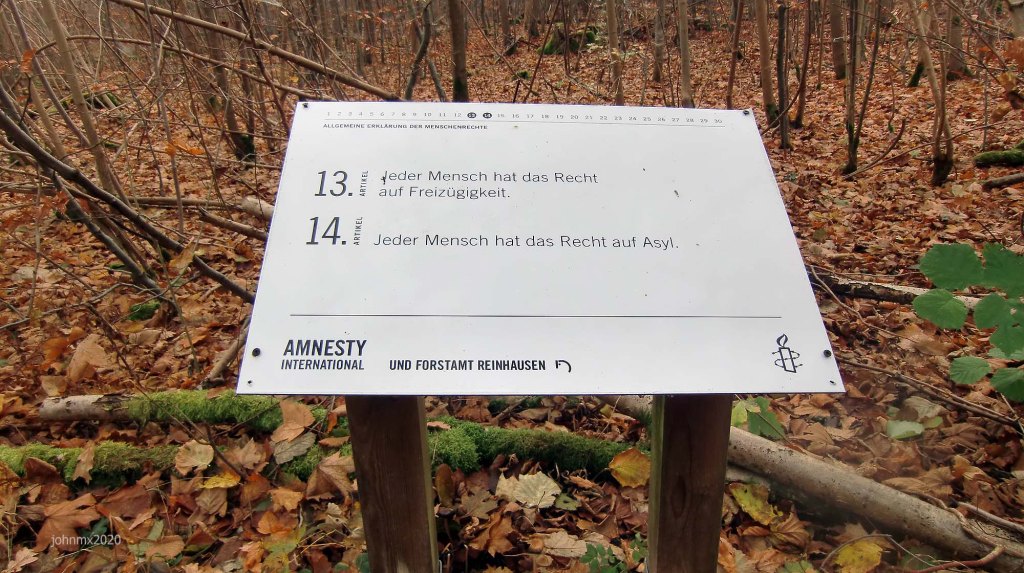 1 2 3 4 5 6 7 8 9 10 11 12 13 14 15 16 17 18 19 20 21 22 23 24 25 26 27 28 29 30
ALLGEMEINE ERKLÄRUNG DER MENSCHENRECHTE
13. ARTIKEL Jeder Mensch hat das Recht
auf Freizügigkeit.
14. ARTIKEL Jeder Mensch hat das Recht auf Asyl.
AMNESTY
INTERNATIONAL UND FORSTAMT REINHAUSEN
johnmx2020